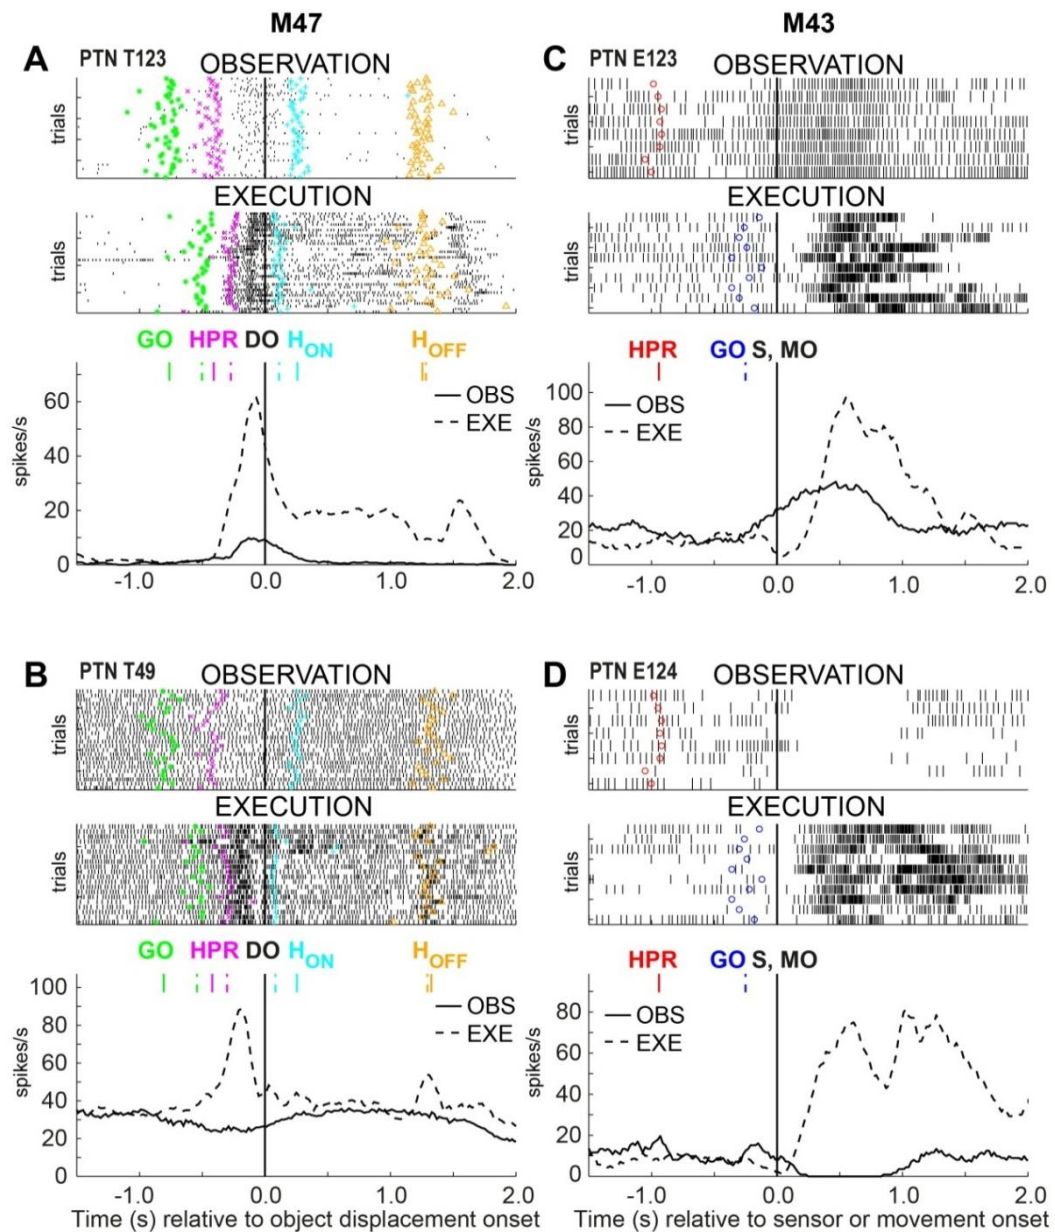 M47
M43
A PTN T123
OBSERVATION
trials
EXECUTION
trials
GO HPR DO HON HOFF
OBS
EXE
spikes/s
60
40
20
0
-1.0 0.0 1.0 2.0
C PTN E123
OBSERVATION
trials
EXECUTION
trials
HPR GO S, MO
OBS
EXE
spikes/s
100
80
60
40
20
0
-1.0 0.0 1.0 2.0
B PTN T49
OBSERVATION
trials
EXECUTION
trials
GO HPR DO HON HOFF
OBS
EXE
spikes/s
100
80
60
40
20
0
-1.0 0.0 1.0 2.0
Time (s) relative to object displacement onset
D PTN E124
OBSERVATION
trials
EXECUTION
trials
HPR GO S, MO
OBS
EXE
spikes/s
80
60
40
20
0
-1.0 0.0 1.0 2.0
Time (s) relative to sensor or movement onset